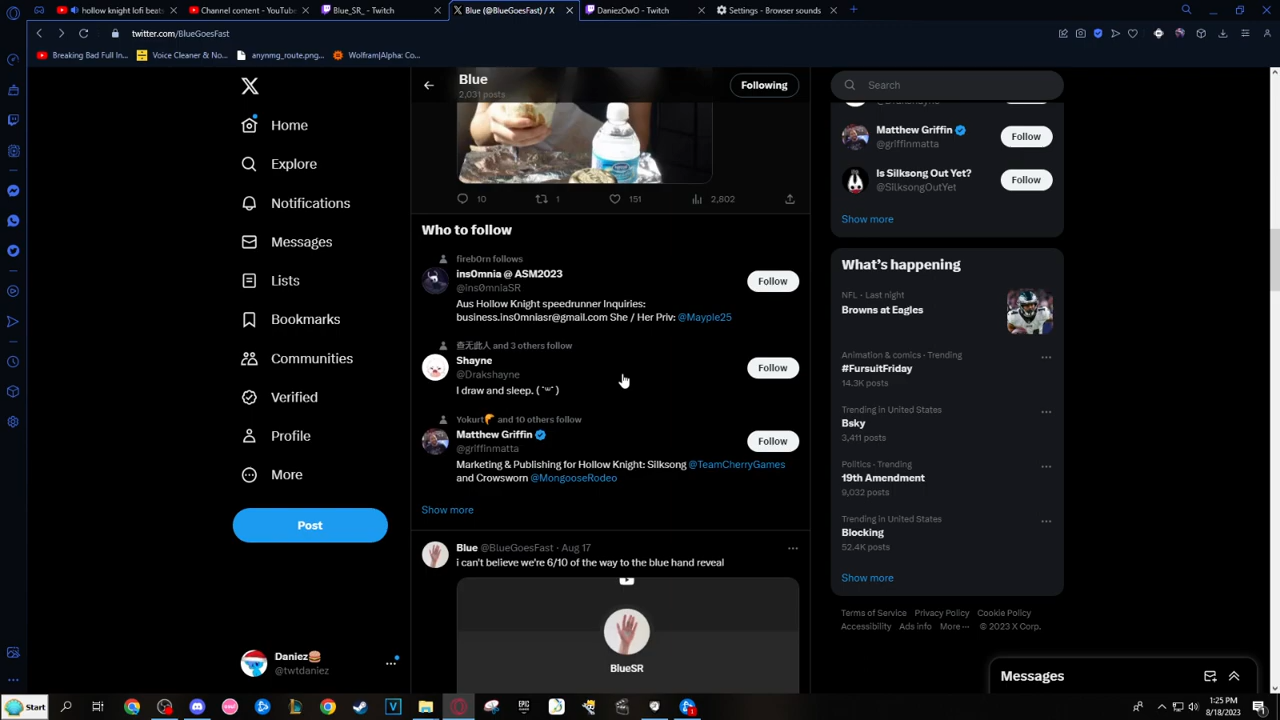 hollow knight lofi beats
Channel content - YouTube
Blue_SR_ - Twitch
Blue (@BlueGoesFast) / X
DaniezOwO - Twitch
Settings - Browser sounds
twitter.com/BlueGoesFast
Breaking Bad Full In...
Voice Cleaner & No...
anynmg_route.png...
Wolfram|Alpha: Co...
Home
Explore
Notifications
Messages
Lists
Bookmarks
Communities
Verified
Profile
More
Post
Daniez🍔
@twtdaniez
Blue
2,031 posts
Following
10
1
151
2,802
Who to follow
fireb0rn follows
ins0mnia @ ASM2023
@ins0mniaSR
Follow
Aus Hollow Knight speedrunner Inquiries:
business.ins0mniasr@gmail.com She / Her Priv: @Mayple25
查无此人 and 3 others follow
Shayne
@Drakshayne
Follow
Yokurt🥐 and 10 others follow
Matthew Griffin
@griffinmatta
Follow
Marketing & Publishing for Hollow Knight: Silksong @TeamCherryGames
and Crowsworn @MongooseRodeo
Show more
Blue @BlueGoesFast · Aug 17
i can't believe we're 6/10 of the way to the blue hand reveal
BlueSR
Search
Matthew Griffin
@griffinmatta
Follow
Is Silksong Out Yet?
@SilksongOutYet
Follow
Show more
What's happening
NFL · Last night
Browns at Eagles
Animation & comics · Trending
#FursuitFriday
14.3K posts
Trending in United States
Bsky
3,411 posts
Politics · Trending
19th Amendment
9,032 posts
Trending in United States
Blocking
52.4K posts
Show more
Terms of Service Privacy Policy Cookie Policy
Accessibility Ads info More ··· © 2023 X Corp.
Messages
Start
1:25 PM
8/18/2023